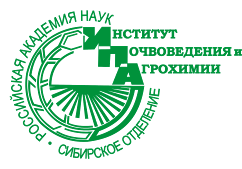 РОССИЙСКАЯ АКАДЕМИЯ НАУК
• СИБИРСКОЕ ОТДЕЛЕНИЕ •
ИНСТИТУТ
ПОЧВОВЕДЕНИЯ И
АГРОХИМИИ